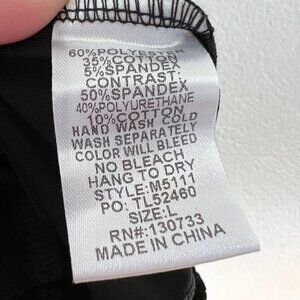 60%POLYESTER
35%COTTON
5%SPANDEX
CONTRAST:
50%SPANDEX
40%POLYURETHANE
10%COTTON
HAND WASH COLD
WASH SEPARATELY
COLOR WILL BLEED
NO BLEACH
HANG TO DRY
STYLE: M5111
PO: TL52460
SIZE:L
RN#:130733
MADE IN CHINA